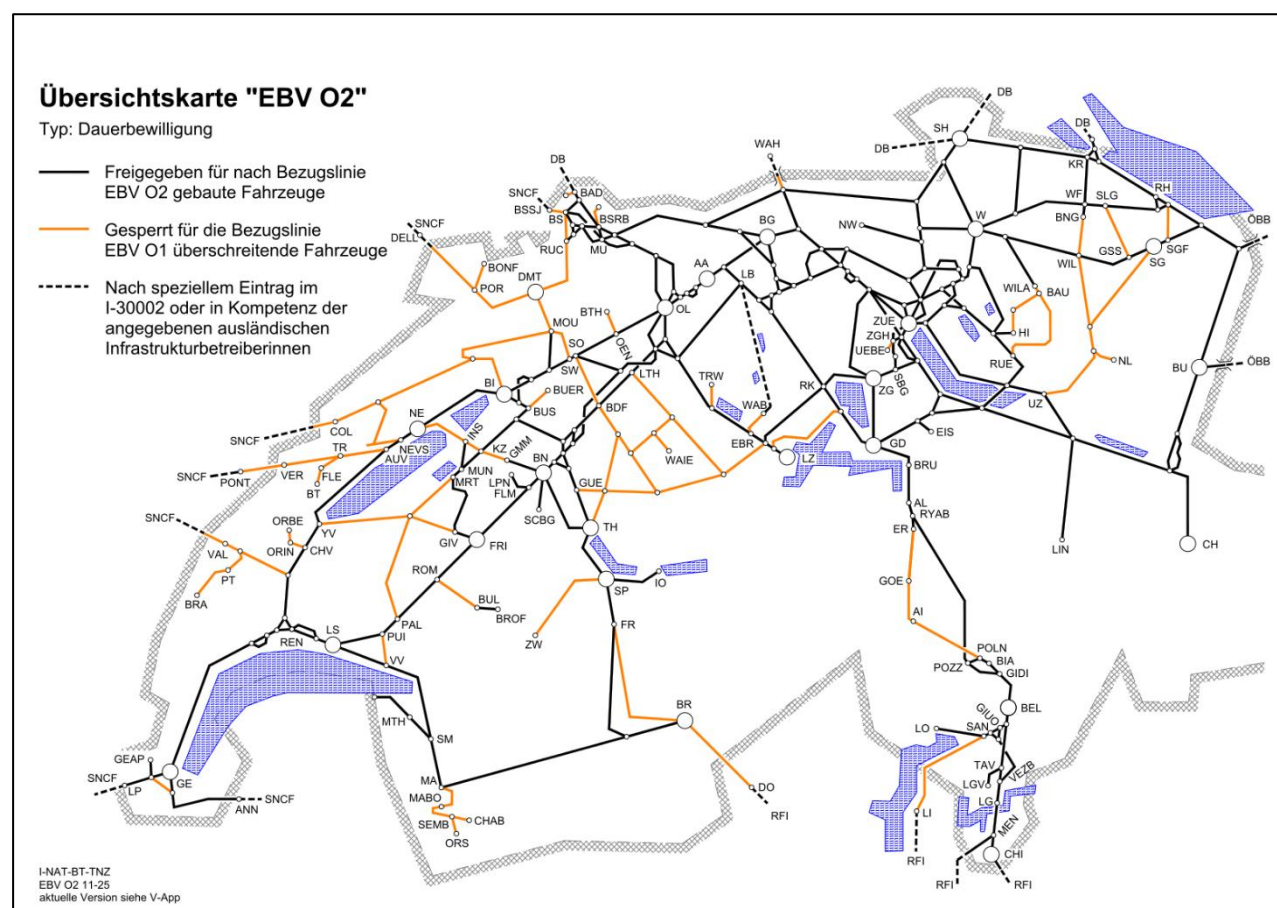 Übersichtskarte "EBV O2"
Typ: Dauerbewilligung
Freigegeben für nach Bezugslinie
EBV O2 gebaute Fahrzeuge
Gesperrt für die Bezugslinie
EBV O1 überschreitende Fahrzeuge
Nach speziellem Eintrag im
I-30002 oder in Kompetenz der
angegebenen ausländischen
Infrastrukturbetreiberinnen
DB
SH
DB
DB
KR
WAH
DB
SNCF
BAD
BSSJ
BS
BSRB
RUC
MU
WF
SLG
RH
BNG
ÖBB
SNCF
DELL
BG
NW
W
SGF
SG
GSS
WIL
BONF
POR
DMT
AA
LB
WILA
BAU
OL
BTH
MOU
SO
OEN
ZUE
ZGH
UEBE
HI
RUE
NL
BU
ÖBB
SW
LTH
BI
BUER
BUS
TRW
RK
SBG
ZG
UZ
BDF
WAB
NE
COL
SNCF
INS
KZ
GMM
WAIE
EBR
LZ
GD
EIS
NEVS
AUV
TR
VER
FLE
BT
SNCF
PONT
MUN
MRT
BN
LPN
FLM
GUE
BRU
SNCF
ORBE
YV
SCBG
TH
AL
RYAB
ER
VAL
ORIN
CHV
GIV
FRI
LIN
CH
PT
BRA
ROM
IO
SP
GOE
BUL
BROF
FR
AI
LS
PAL
REN
PUI
VV
ZW
POLN
POZZ
BIA
GIDI
MTH
BR
BEL
GIUO
SM
LO
SAN
GEAP
SNCF
LP
GE
ANN
SNCF
MA
MABO
SEMB
CHAB
ORS
DO
RFI
TAV
VEZB
LGV
LG
LI
MEN
RFI
CHI
RFI
RFI
I-NAT-BT-TNZ
EBV O2 11-25
aktuelle Version siehe V-App